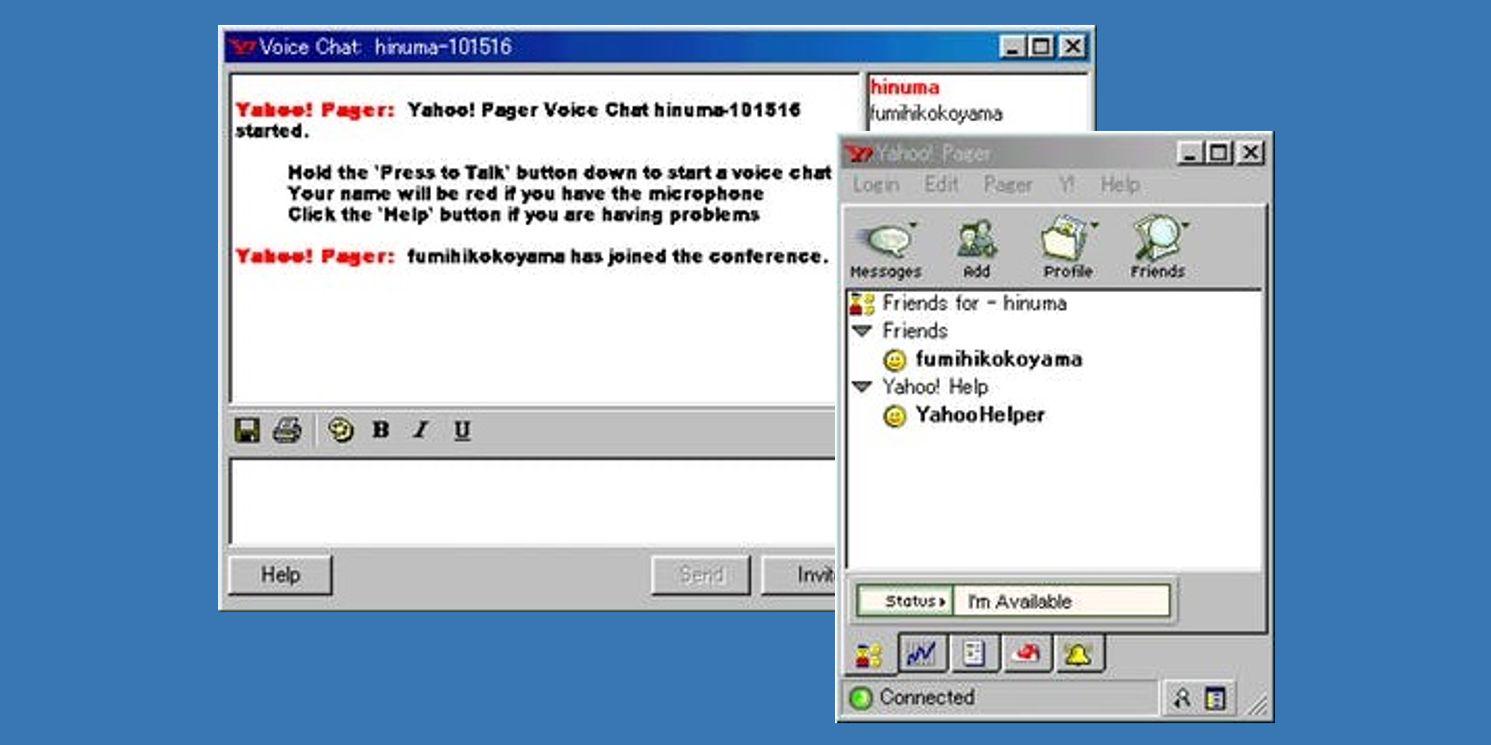 Voice Chat: hinuma-101516
Yahoo! Pager: Yahoo! Pager Voice Chat hinuma-101516
started.
Hold the 'Press to Talk' button down to start a voice chat
Your name will be red if you have the microphone
Click the 'Help' button if you are having problems
Yahoo! Pager: fumihikokoyama has joined the conference.
hinuma
fumihikokoyama
B I U
Help
Send
Invit
Yahoo! Pager
Login Edit Pager Y! Help
Messages Add Profile Friends
Friends for - hinuma
Friends
fumihikokoyama
Yahoo! Help
YahooHelper
Status
I'm Available
Connected